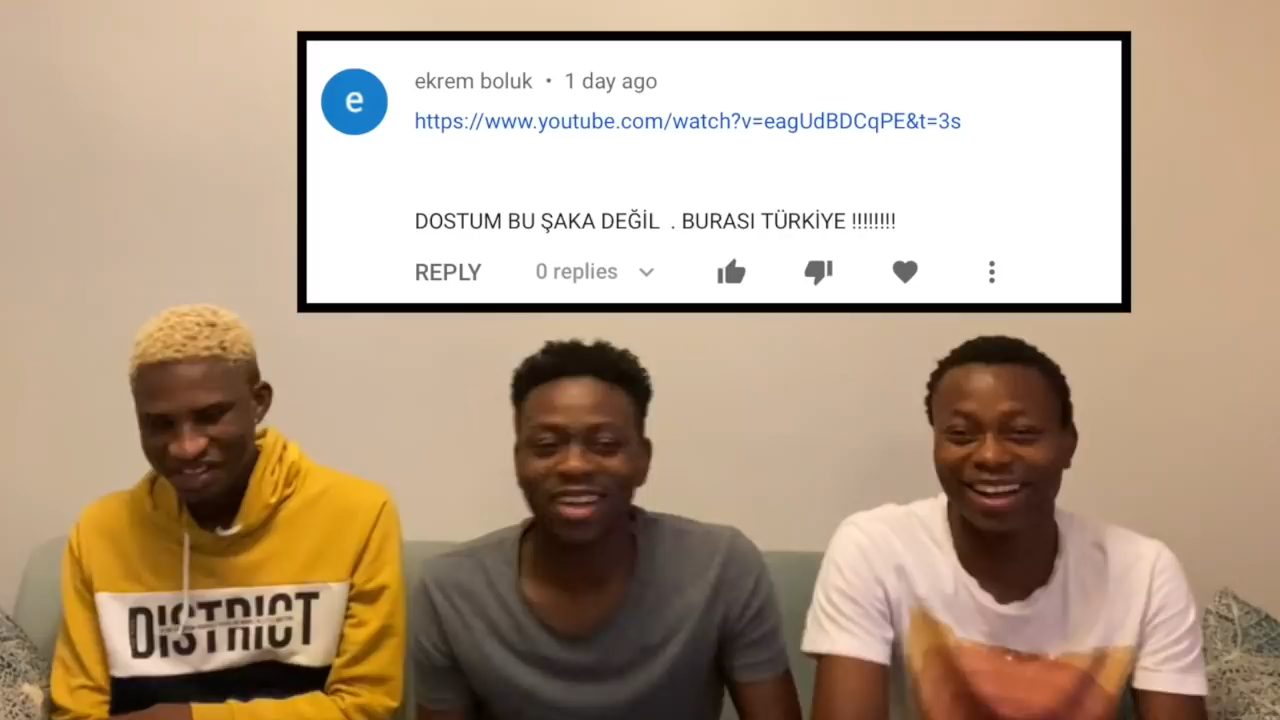 e
ekrem boluk • 1 day ago
https://www.youtube.com/watch?v=eagUdBDCqPE&t=3s
DOSTUM BU ŞAKA DEĞİL . BURASI TÜRKİYE !!!!!!!!
REPLY 0 replies
DISTRICT